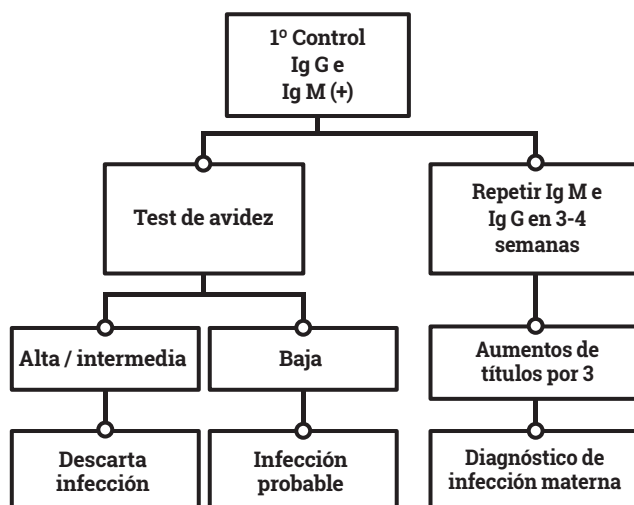 1º Control
Ig G e
Ig M (+)
Test de avidez
Repetir Ig M e
Ig G en 3-4
semanas
Alta / intermedia
Baja
Aumentos de
títulos por 3
Descarta
infección
Infección
probable
Diagnóstico de
infección materna